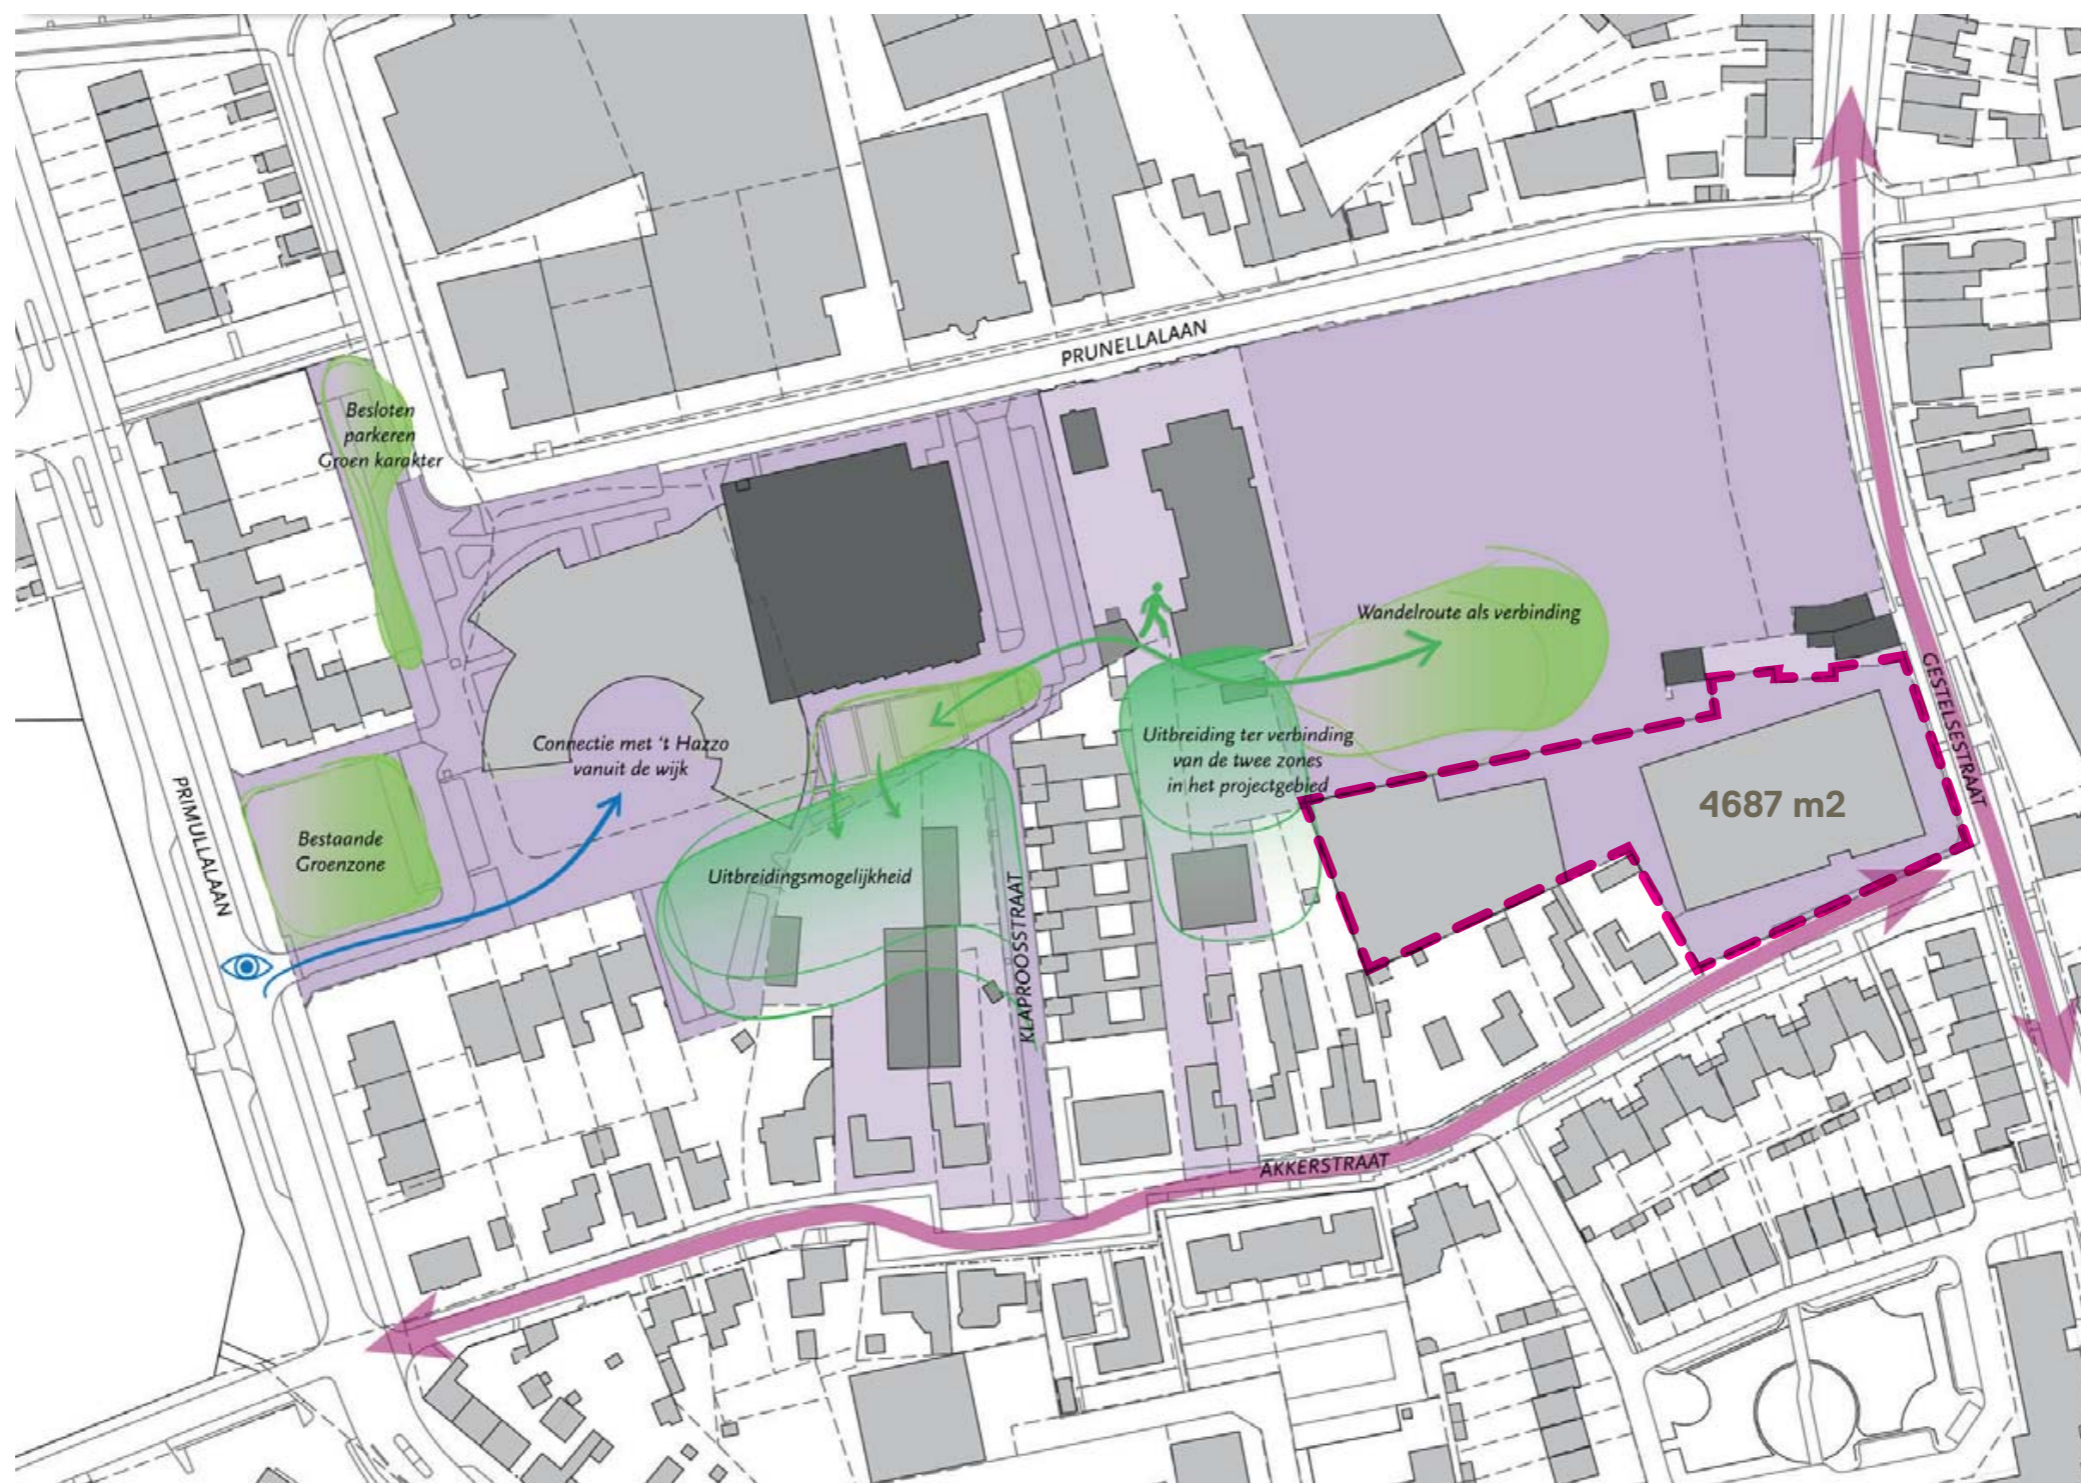 PRUNELLALAAN
Besloten
parkeren
Groen karakter
Wandelroute als verbinding
GESTELSESTRAAT
Connectie met ‘t Hazzo
vanuit de wijk
Uitbreiding ter verbinding
van de twee zones
in het projectgebied
4687 m2
PRIMULLALAAN
Bestaande
Groenzone
Uitbreidingsmogelijkheid
KLAPROOSSTRAAT
AKKERSTRAAT